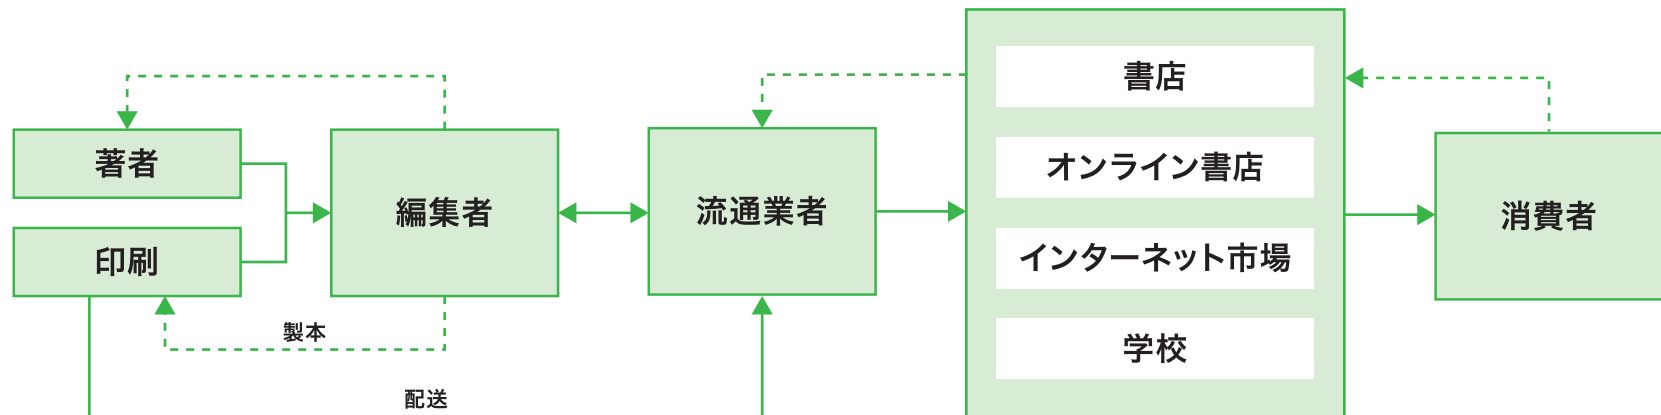 著者
印刷
編集者
製本
配送
流通業者
書店
オンライン書店
インターネット市場
学校
消費者